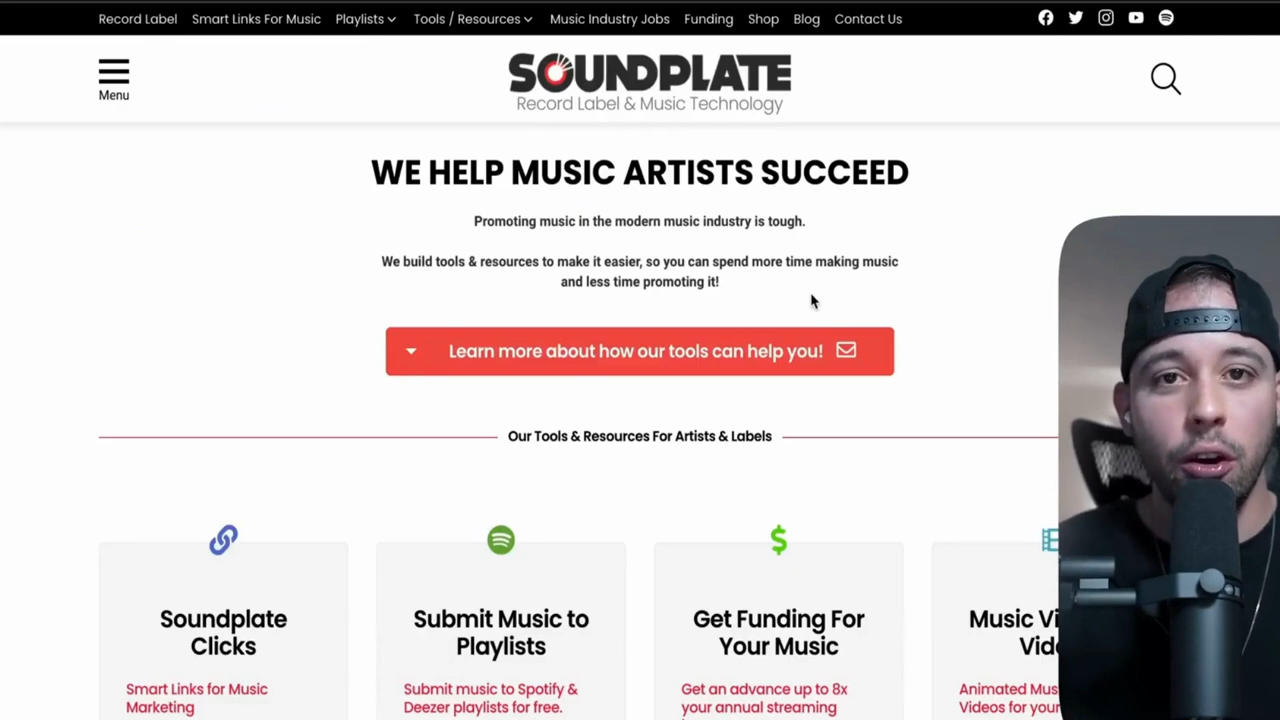 Record Label Smart Links For Music Playlists Tools / Resources Music Industry Jobs Funding Shop Blog Contact Us
Menu
SOUNDPLATE
Record Label & Music Technology
WE HELP MUSIC ARTISTS SUCCEED
Promoting music in the modern music industry is tough.
We build tools & resources to make it easier, so you can spend more time making music
and less time promoting it!
Learn more about how our tools can help you!
Our Tools & Resources For Artists & Labels
Soundplate
Clicks
Smart Links for Music
Marketing
Submit Music to
Playlists
Submit music to Spotify &
Deezer playlists for free.
Get Funding For
Your Music
Get an advance up to 8x
your annual streaming
Music
Animated
Videos for your